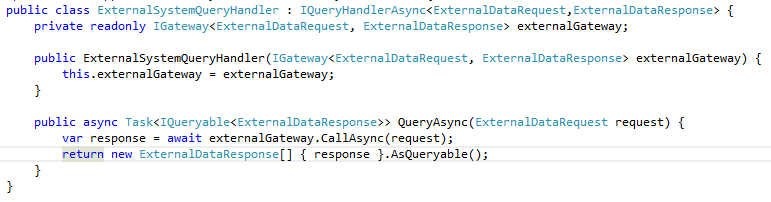 public class ExternalSystemQueryHandler : IQueryHandlerAsync<ExternalDataRequest,ExternalDataResponse> {
private readonly IGateway<ExternalDataRequest, ExternalDataResponse> externalGateway;
public ExternalSystemQueryHandler(IGateway<ExternalDataRequest, ExternalDataResponse> externalGateway) {
this.externalGateway = externalGateway;
}
public async Task<IQueryable<ExternalDataResponse>> QueryAsync(ExternalDataRequest request) {
var response = await externalGateway.CallAsync(request);
return new ExternalDataResponse[] { response }.AsQueryable();
}
}